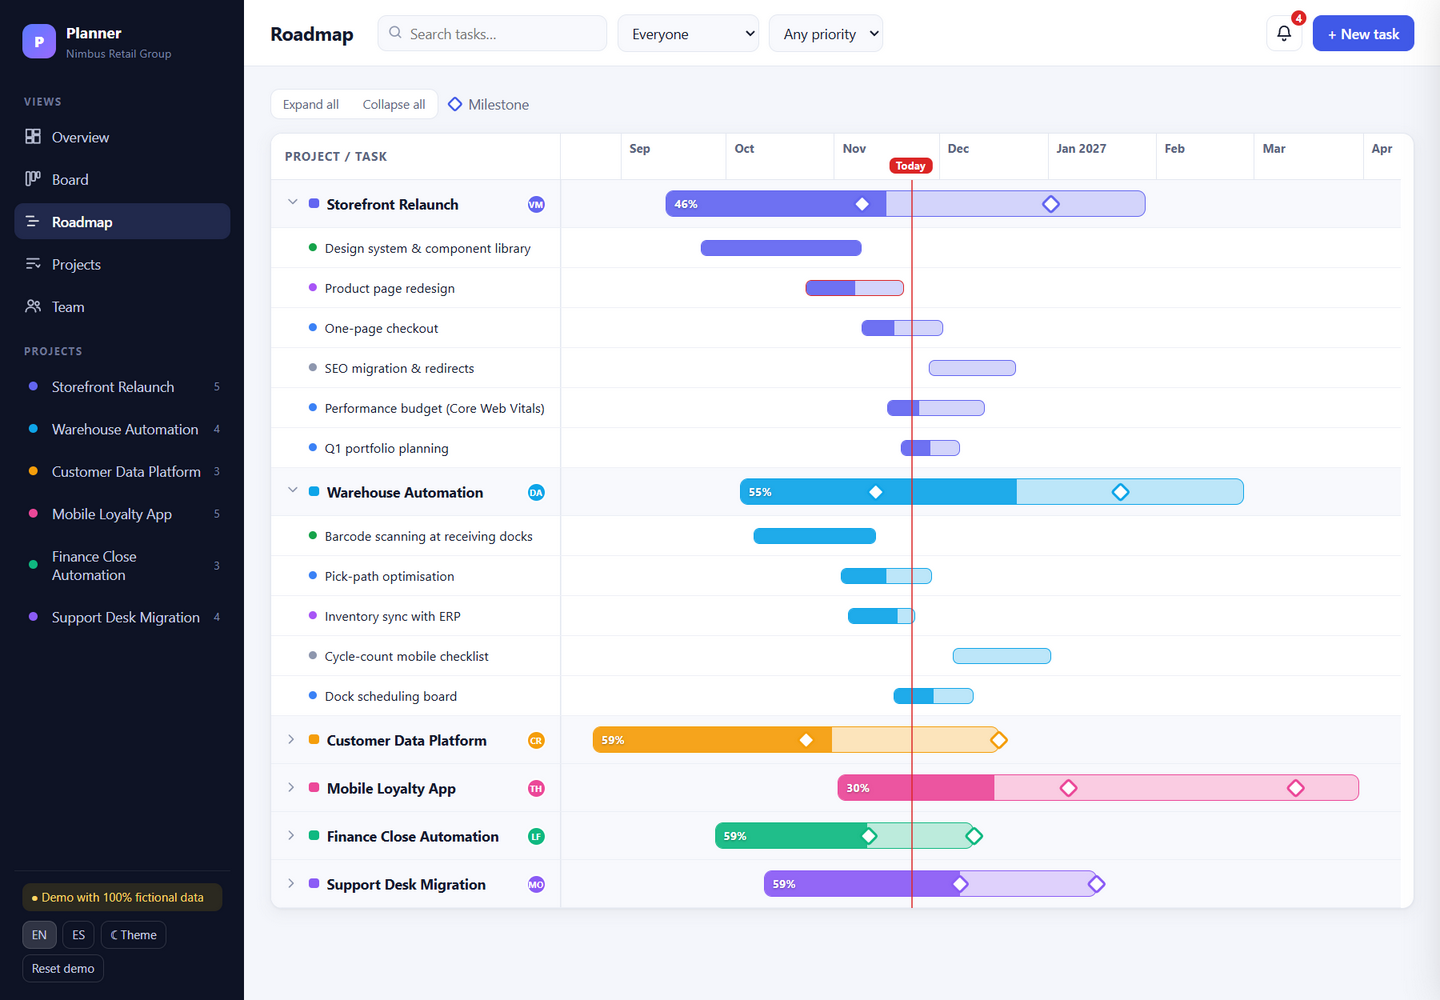 P
Planner
Nimbus Retail Group
VIEWS
Overview
Board
Roadmap
Projects
Team
PROJECTS
Storefront Relaunch 5
Warehouse Automation 4
Customer Data Platform 3
Mobile Loyalty App 5
Finance Close
Automation 3
Support Desk Migration 4
Demo with 100% fictional data
EN ES ☾ Theme
Reset demo
Roadmap
Search tasks...
Everyone
Any priority
4
+ New task
Expand all Collapse all Milestone
PROJECT / TASK
Sep Oct Nov Dec Jan 2027 Feb Mar Apr
Today
Storefront Relaunch VM 46%
Design system & component library
Product page redesign
One-page checkout
SEO migration & redirects
Performance budget (Core Web Vitals)
Q1 portfolio planning
Warehouse Automation DA 55%
Barcode scanning at receiving docks
Pick-path optimisation
Inventory sync with ERP
Cycle-count mobile checklist
Dock scheduling board
Customer Data Platform CR 59%
Mobile Loyalty App TH 30%
Finance Close Automation LF 59%
Support Desk Migration MO 59%